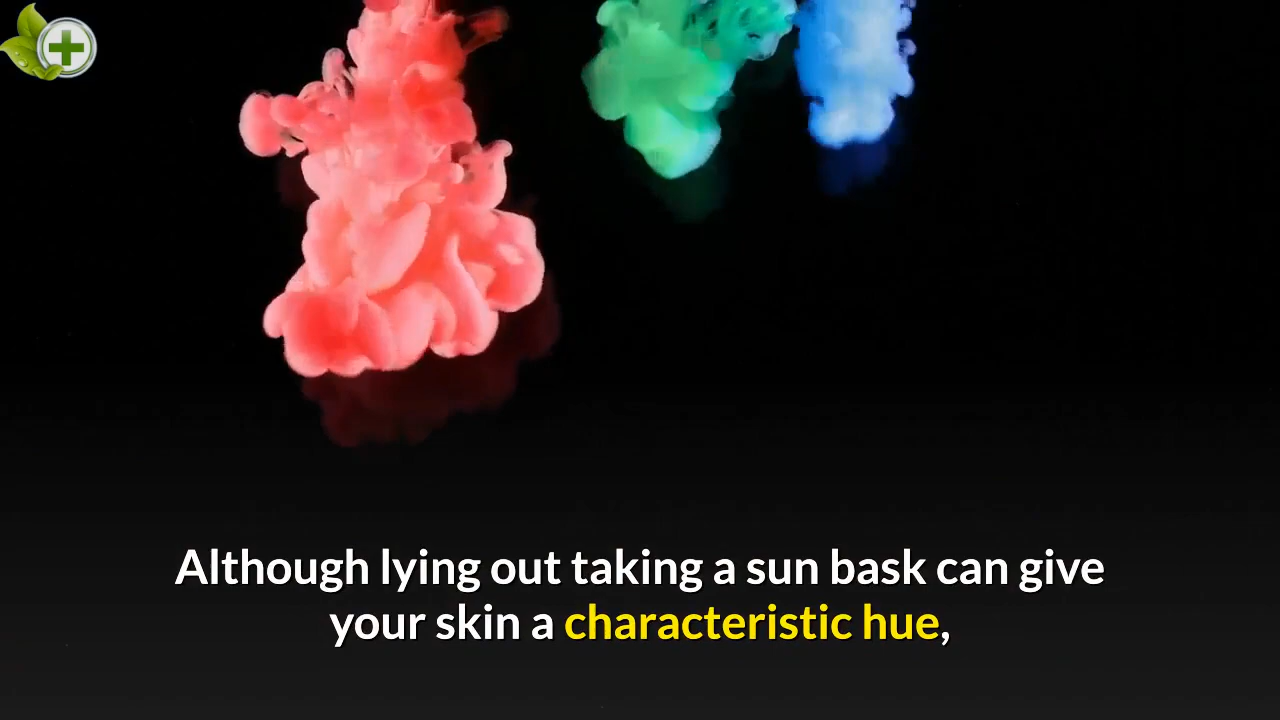 Although lying out taking a sun bask can give
your skin a characteristic hue,